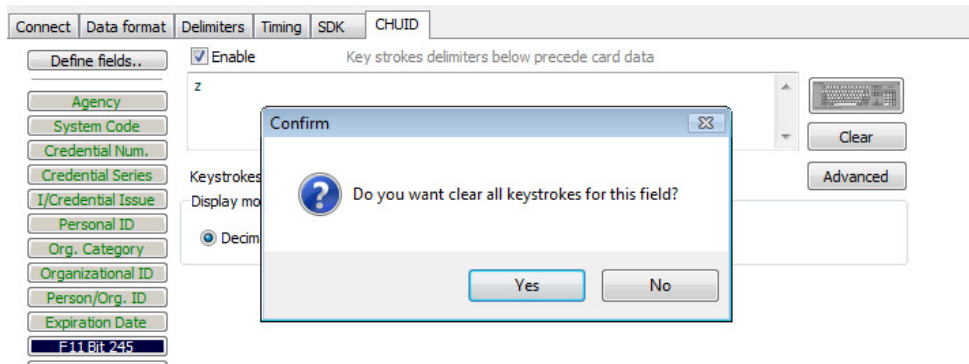 Connect Data format Delimiters Timing SDK CHUID
Define fields.. Enable Key strokes delimiters below precede card data
z
Agency
System Code
Credential Num.
Credential Series
I/Credential Issue
Personal ID
Org. Category
Organizational ID
Person/Org. ID
Expiration Date
F11 Bit 245
Clear
Keystrokes
Advanced
Display mo
Decim
Confirm
Do you want clear all keystrokes for this field?
Yes No